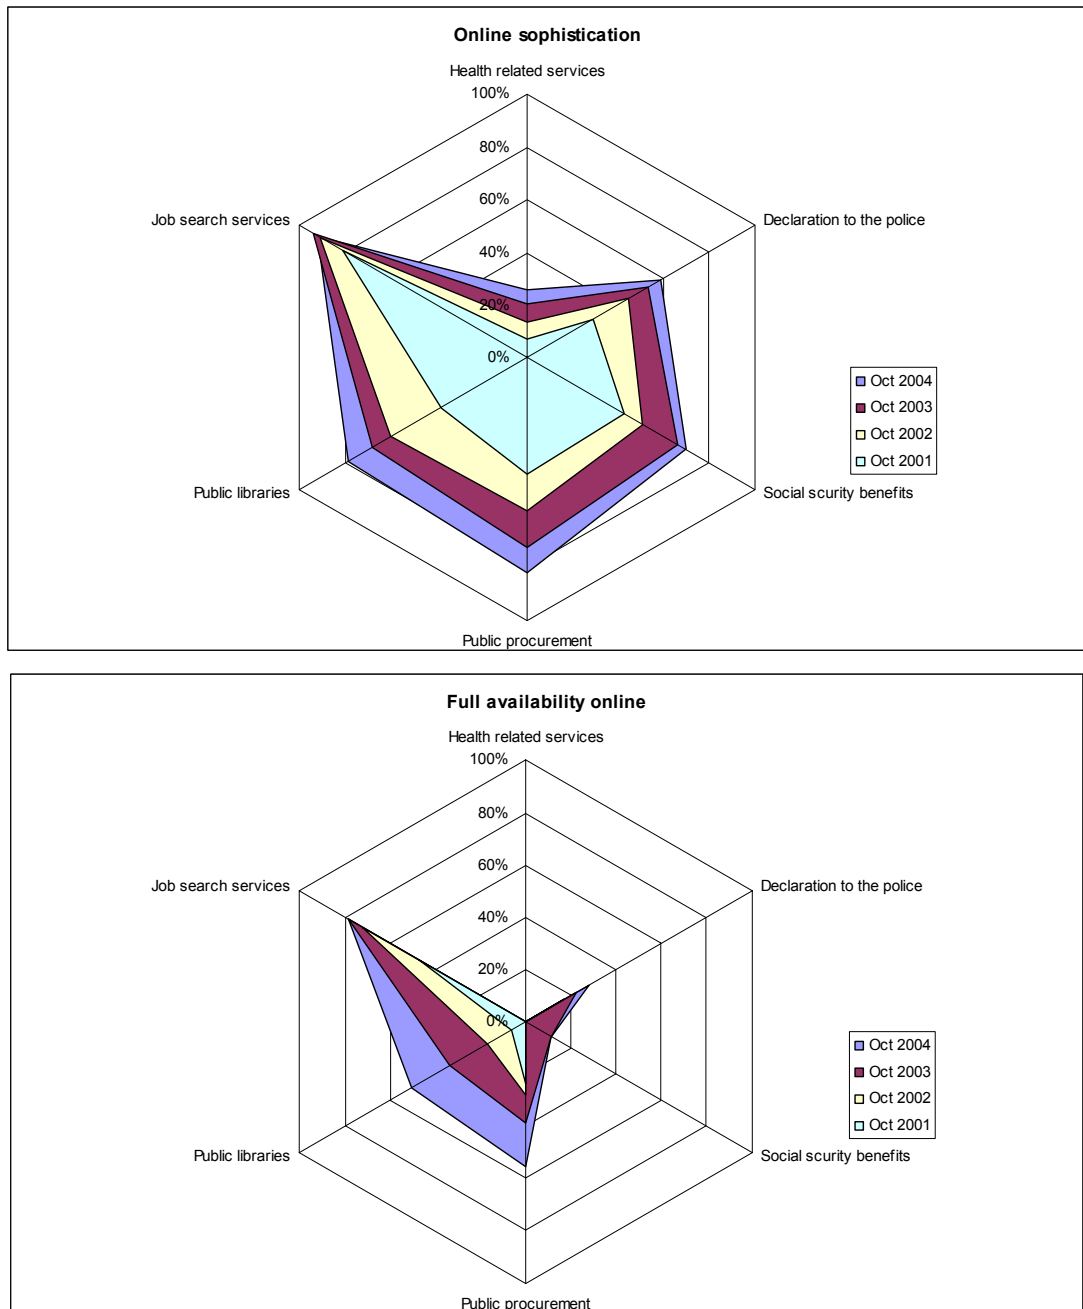 Online sophistication
Health related services
100%
80%
60%
40%
20%
0%
Job search services
Declaration to the police
Public libraries
Social scurity benefits
Public procurement
Oct 2004
Oct 2003
Oct 2002
Oct 2001
Full availability online
Health related services
100%
80%
60%
40%
20%
0%
Job search services
Declaration to the police
Public libraries
Social scurity benefits
Public procurement
Oct 2004
Oct 2003
Oct 2002
Oct 2001